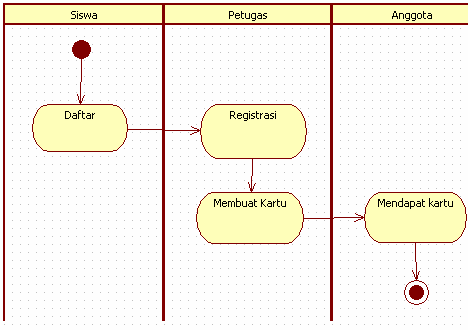 Siswa
Petugas
Anggota
Daftar
Registrasi
Membuat Kartu
Mendapat kartu